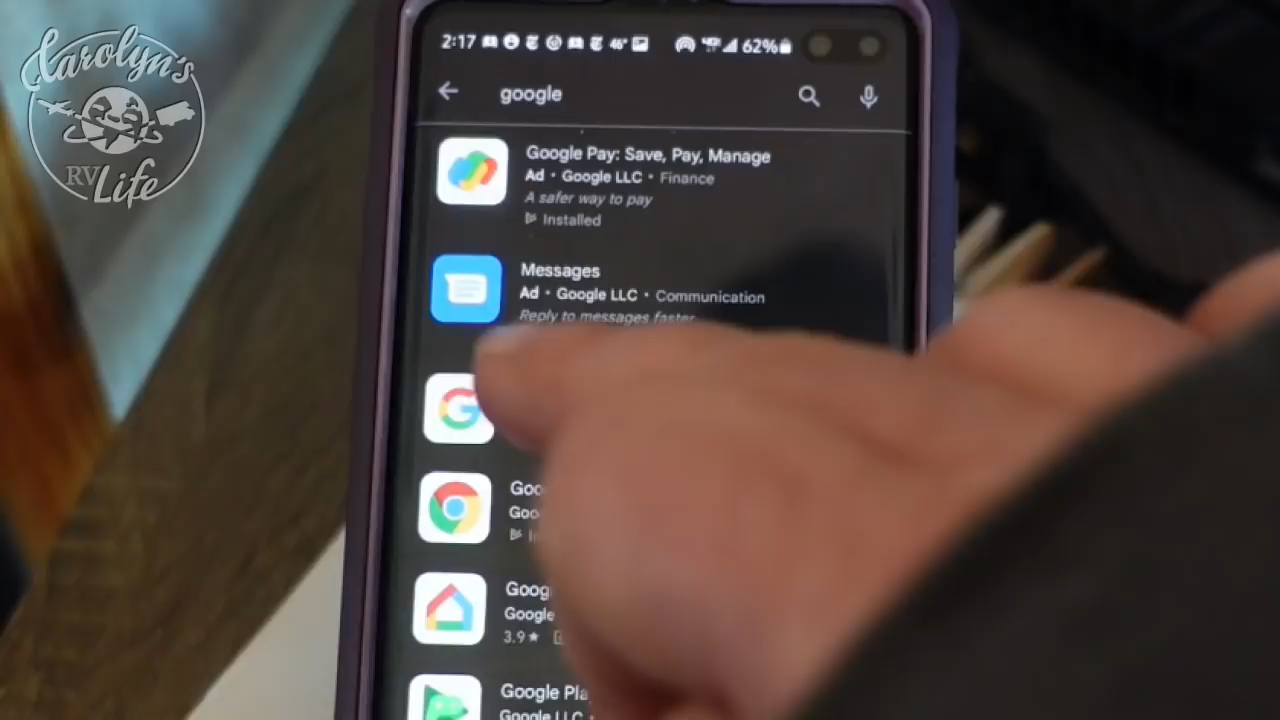 Carolyn's
RV
Life
2:17 46° 62%
google
Google Pay: Save, Pay, Manage
Ad • Google LLC • Finance
A safer way to pay
Installed
Messages
Ad • Google LLC • Communication
Reply to messages faster
G
Goo
Goo
In
Googl
Google
3.9★
Google Pla
Google LLC